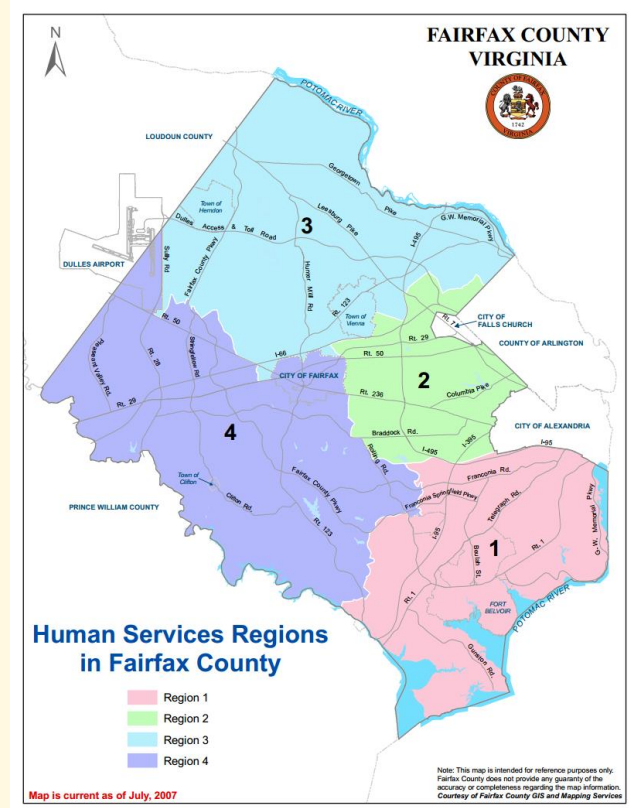 FAIRFAX COUNTY
VIRGINIA
COUNTY OF FAIRFAX
1742
VIRGINIA
N
POTOMAC RIVER
LOUDOUN COUNTY
Georgetown
Pike
Town of
Herndon
Leesburg
Pike
G.W. Memorial Pkwy
3
I-495
Dulles Access & Toll Road
DULLES AIRPORT
Sully Rd
Fairfax County Pkwy
Hunter Mill Rd
Rt. 123
Town of
Vienna
Rt. 7
CITY OF
FALLS CHURCH
COUNTY OF ARLINGTON
Rt. 50
Rt. 29
I-66
Rt. 50
Pleasant Valley Rd.
Rt. 28
Stringfellow Rd.
CITY OF FAIRFAX
2
Rt. 236
Columbia Pike
Rt. 29
CITY OF ALEXANDRIA
4
Braddock Rd.
I-495
I-395
I-95
Rolling Rd.
Town of
Clifton
Fairfax County Pkwy
Franconia Rd.
Franconia Springfield Pkwy
Telegraph Rd.
G. W. Memorial Pkwy
PRINCE WILLIAM COUNTY
Clifton Rd.
Rt. 123
I-95
1
Beulah St.
Rt. 1
Rt. 1
FORT
BELVOIR
POTOMAC RIVER
Gunston Rd.
Human Services Regions
in Fairfax County
Region 1
Region 2
Region 3
Region 4
Map is current as of July, 2007
Note: This map is intended for reference purposes only.
Fairfax County does not provide any guaranty of the
accuracy or completeness regarding the map information.
Courtesy of Fairfax County GIS and Mapping Services